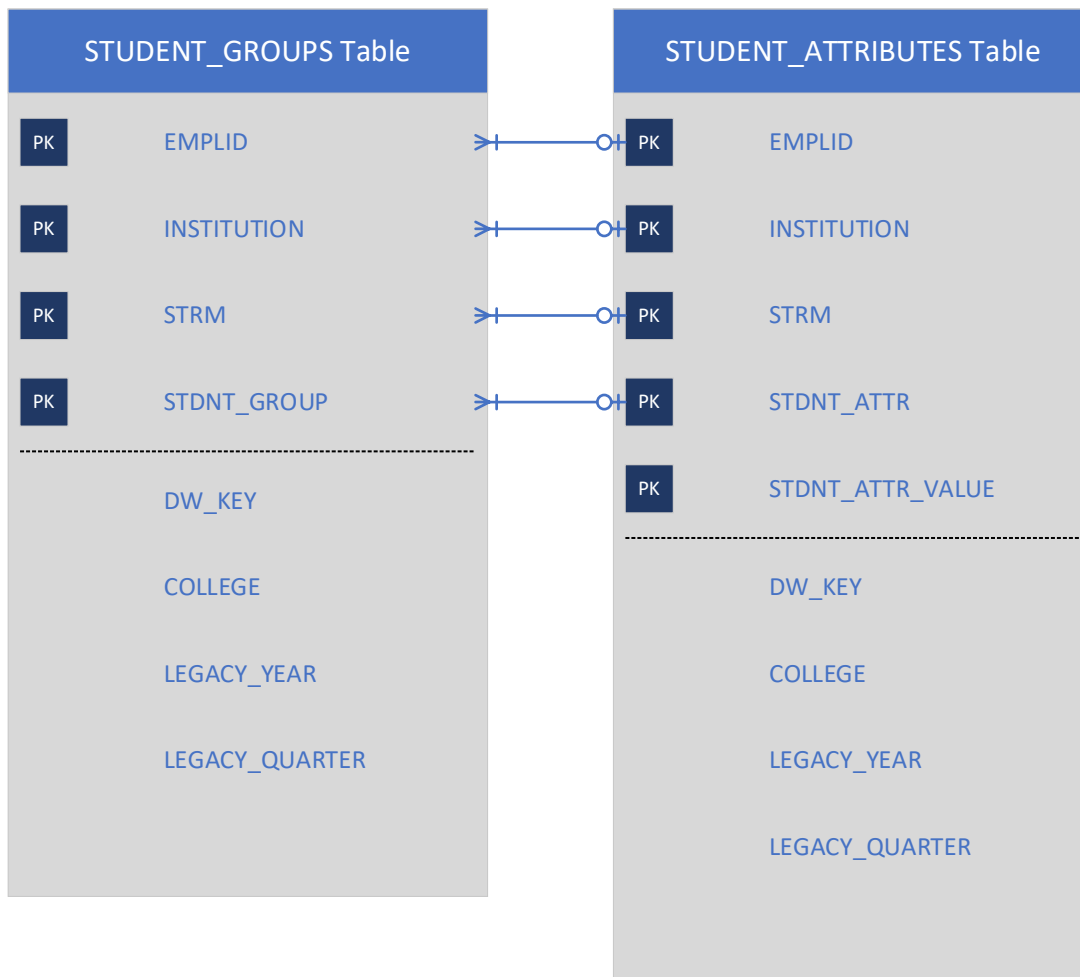 STUDENT_GROUPS Table
PK EMPLID
PK INSTITUTION
PK STRM
PK STDNT_GROUP
DW_KEY
COLLEGE
LEGACY_YEAR
LEGACY_QUARTER
STUDENT_ATTRIBUTES Table
PK EMPLID
PK INSTITUTION
PK STRM
PK STDNT_ATTR
PK STDNT_ATTR_VALUE
DW_KEY
COLLEGE
LEGACY_YEAR
LEGACY_QUARTER